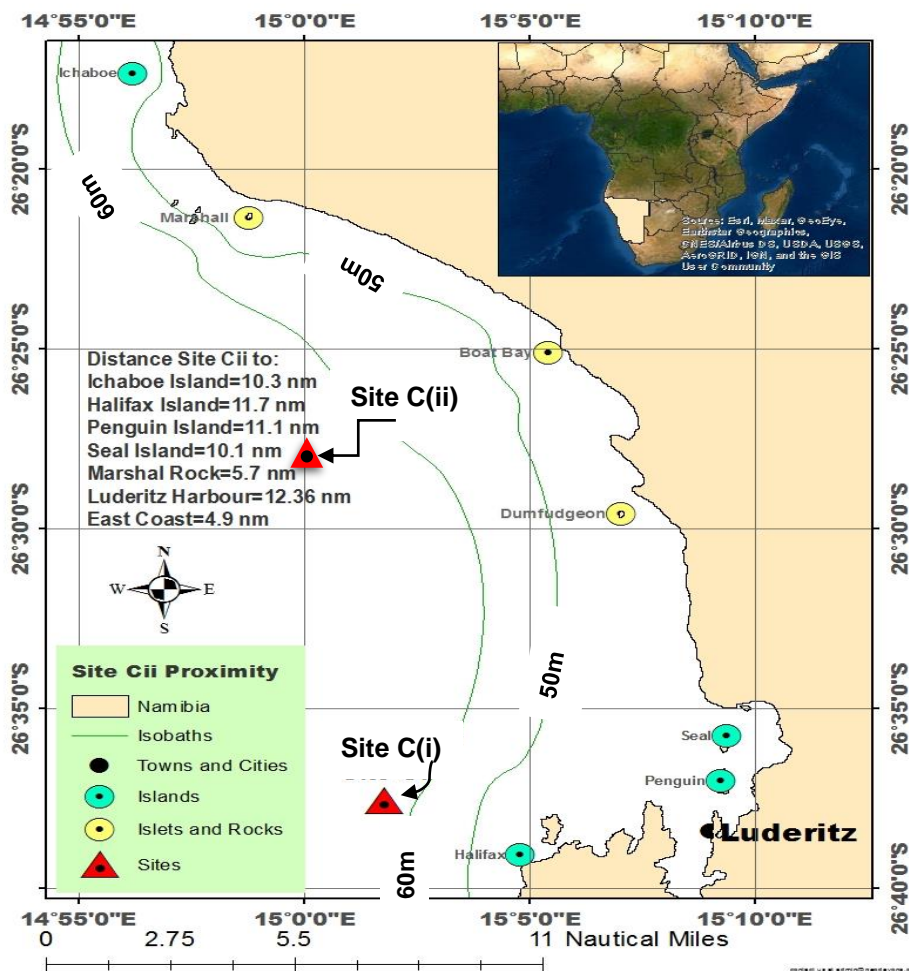 14°55'0"E 15°0'0"E 15°5'0"E 15°10'0"E
Ichaboe
26°20'0"S
26°20'0"S
60m
Marshall
50m
Source: Esri, Maxar, GeoEye,
Earthstar Geographics,
CNES/Airbus DS, USDA, USGS,
AeroGRID, IGN, and the GIS
User Community
26°25'0"S
26°25'0"S
Boat Bay
Distance Site Cii to:
Ichaboe Island=10.3 nm
Halifax Island=11.7 nm
Penguin Island=11.1 nm
Seal Island=10.1 nm
Marshal Rock=5.7 nm
Luderitz Harbour=12.36 nm
East Coast=4.9 nm
Site C(ii)
Dumfudgeon
26°30'0"S
26°30'0"S
N
W E
S
50m
Site Cii Proximity
Namibia
Isobaths
Towns and Cities
Islands
Islets and Rocks
Sites
26°35'0"S
26°35'0"S
Site C(i)
Seal
Penguin
Luderitz
Halifax
60m
26°40'0"S
26°40'0"S
14°55'0"E 15°0'0"E 15°5'0"E 15°10'0"E
0 2.75 5.5 11 Nautical Miles